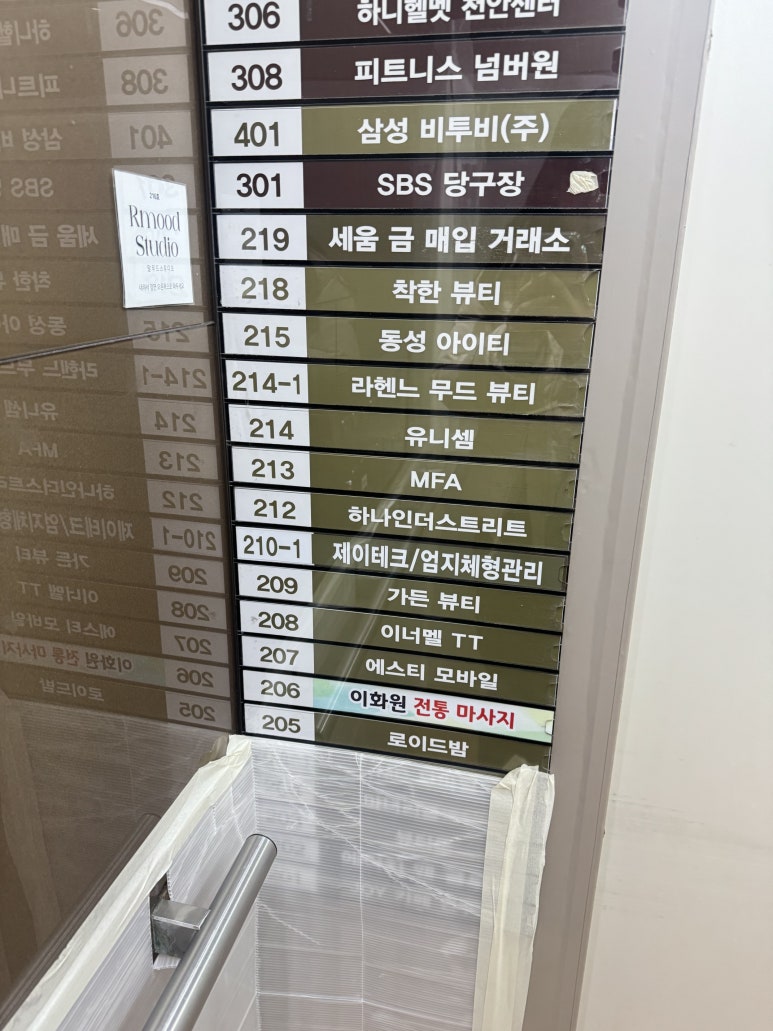 306 하니헬멧 천안센터
308 피트니스 넘버원
401 삼성 비투비(주)
301 SBS 당구장
219 세움 금 매입 거래소
218 착한 뷰티
215 동성 아이티
214-1 라헨느 무드 뷰티
214 유니셈
213 MFA
212 하나인더스트리트
210-1 제이테크/엄지체형관리
209 가든 뷰티
208 이너멜 TT
207 에스티 모바일
206 이화원 전통 마사지
205 로이드밤
216호
Rmood
Studio